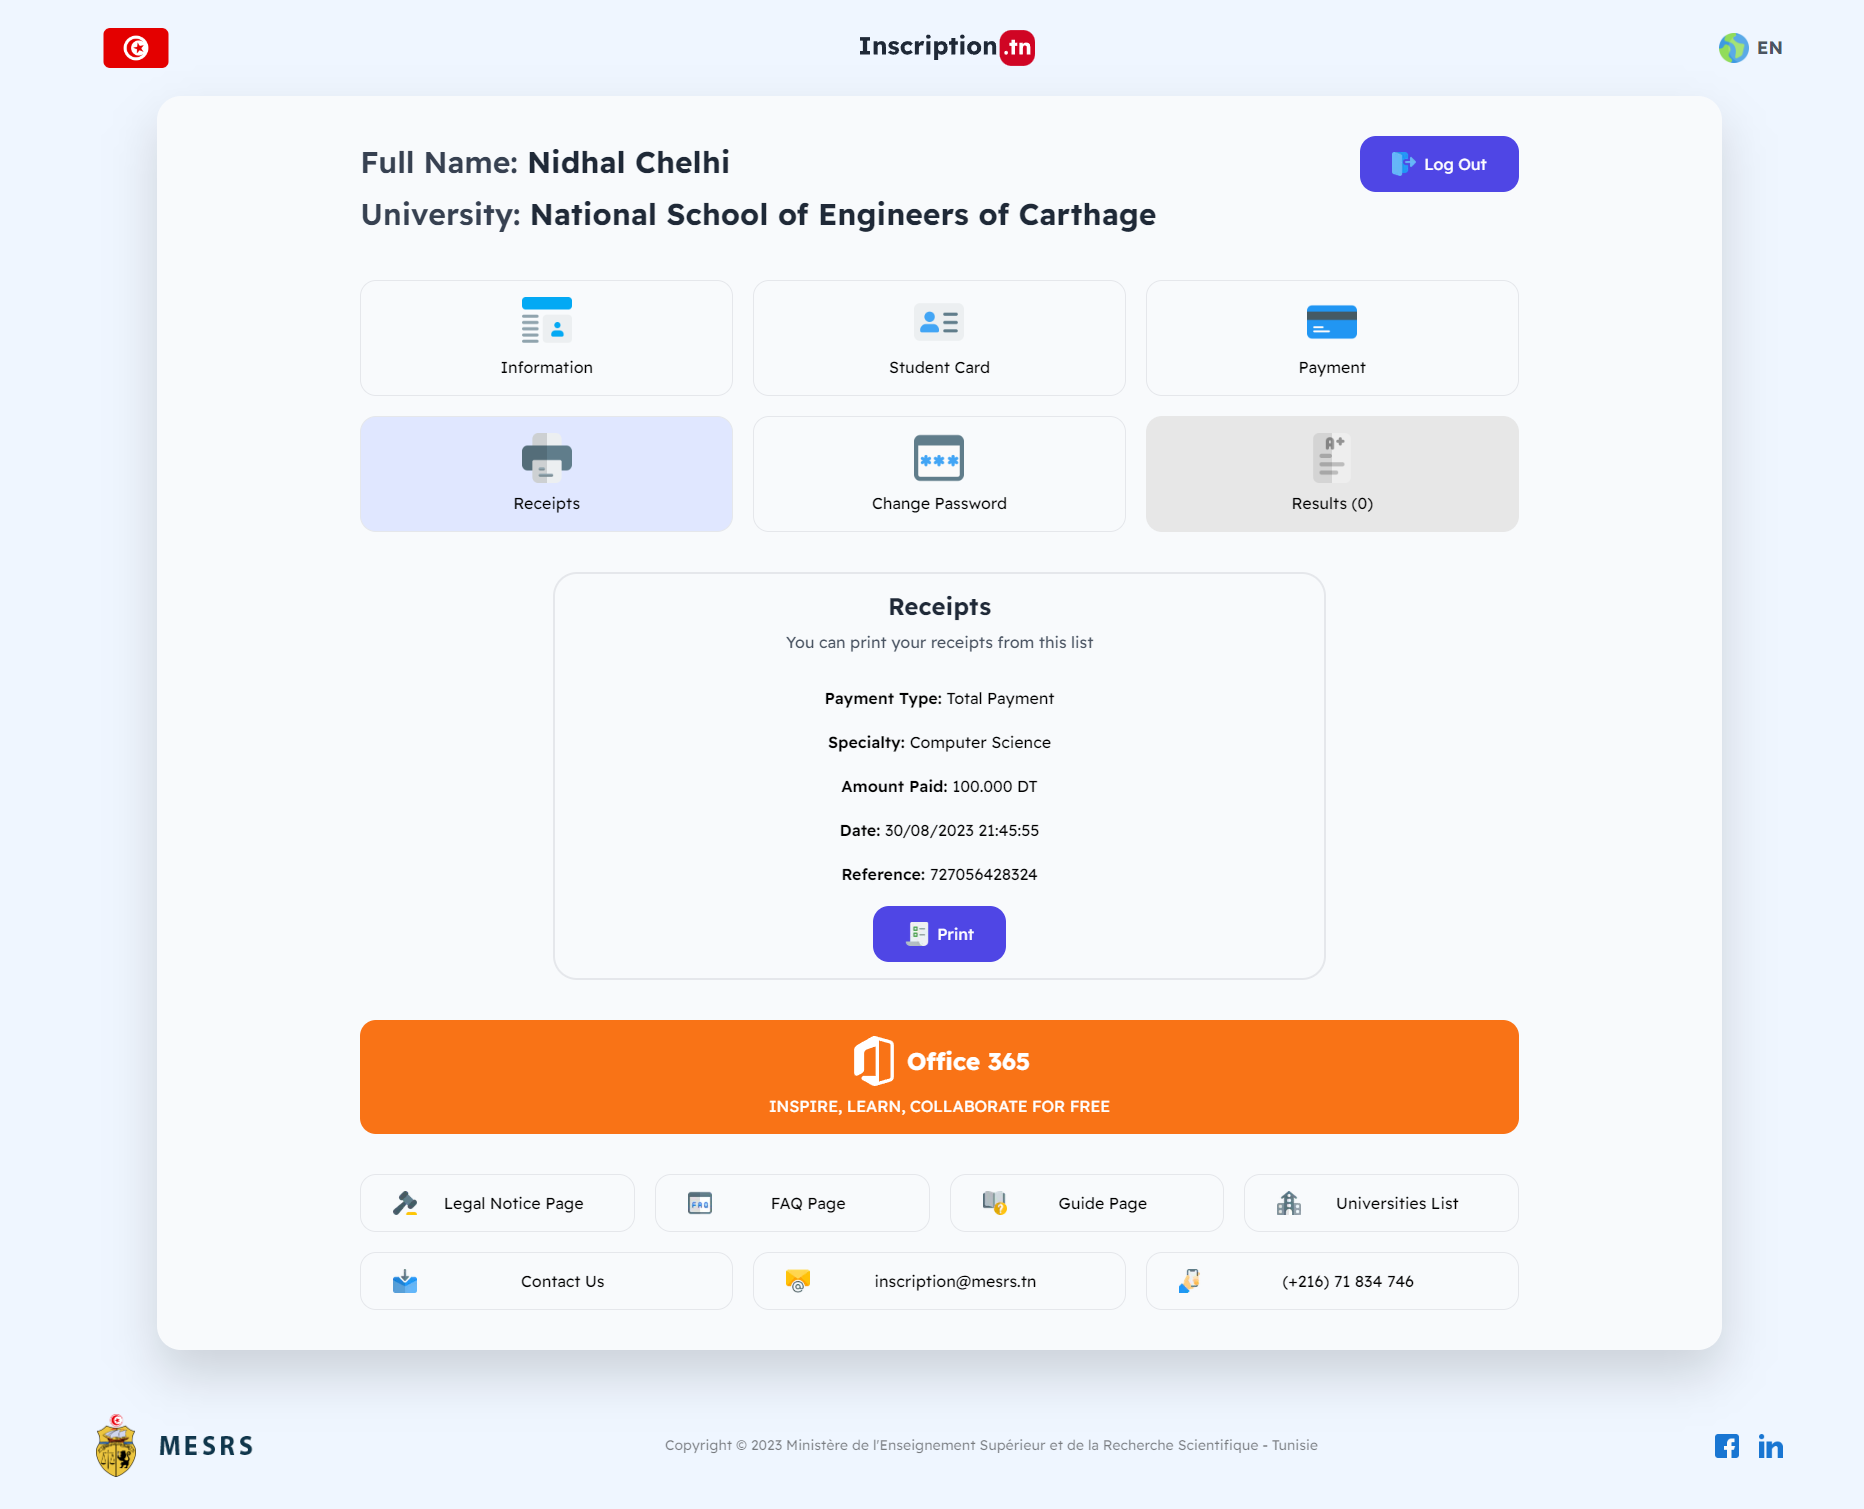 Inscription.tn
EN
Full Name: Nidhal Chelhi
Log Out
University: National School of Engineers of Carthage
Information
Student Card
Payment
Receipts
***
Change Password
A+
Results (0)
Receipts
You can print your receipts from this list
Payment Type: Total Payment
Specialty: Computer Science
Amount Paid: 100.000 DT
Date: 30/08/2023 21:45:55
Reference: 727056428324
Print
Office 365
INSPIRE, LEARN, COLLABORATE FOR FREE
Legal Notice Page
FAQ
FAQ Page
Guide Page
Universities List
Contact Us
inscription@mesrs.tn
(+216) 71 834 746
MESRS
Copyright © 2023 Ministère de l'Enseignement Supérieur et de la Recherche Scientifique - Tunisie
in